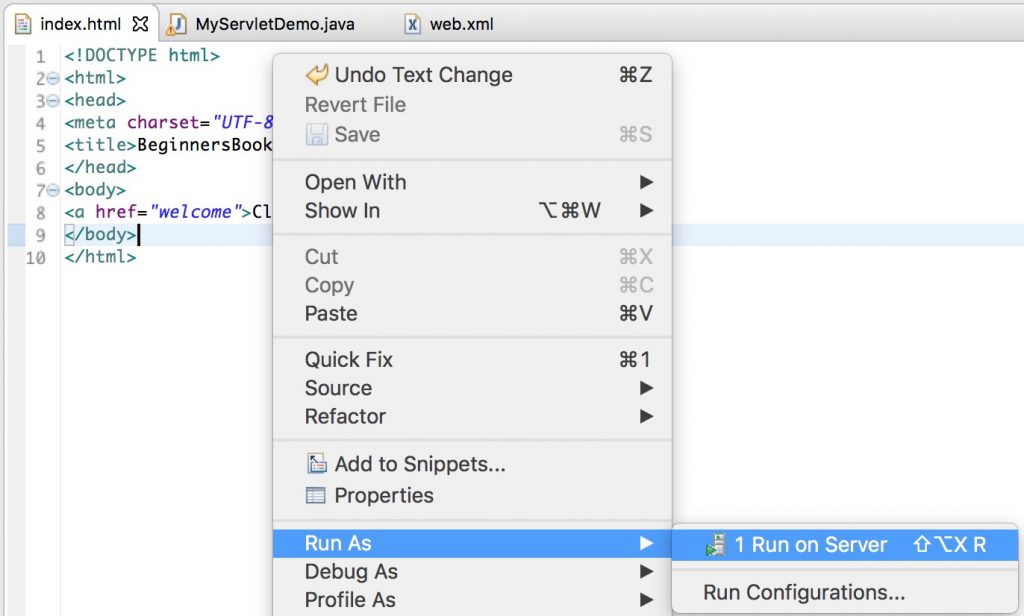 index.html MyServletDemo.java web.xml
1 <!DOCTYPE html>
2 <html>
3 <head>
4 <meta charset="UTF-8
5 <title>BeginnersBook
6 </head>
7 <body>
8 <a href="welcome">Cl
9 </body>
10 </html>
Undo Text Change ⌘Z
Revert File
Save ⌘S
Open With ▶
Show In ⌥⌘W ▶
Cut ⌘X
Copy ⌘C
Paste ⌘V
Quick Fix ⌘1
Source ▶
Refactor ▶
Add to Snippets...
Properties
Run As ▶
Debug As ▶
Profile As ▶
1 Run on Server ⇧⌥X R
Run Configurations...